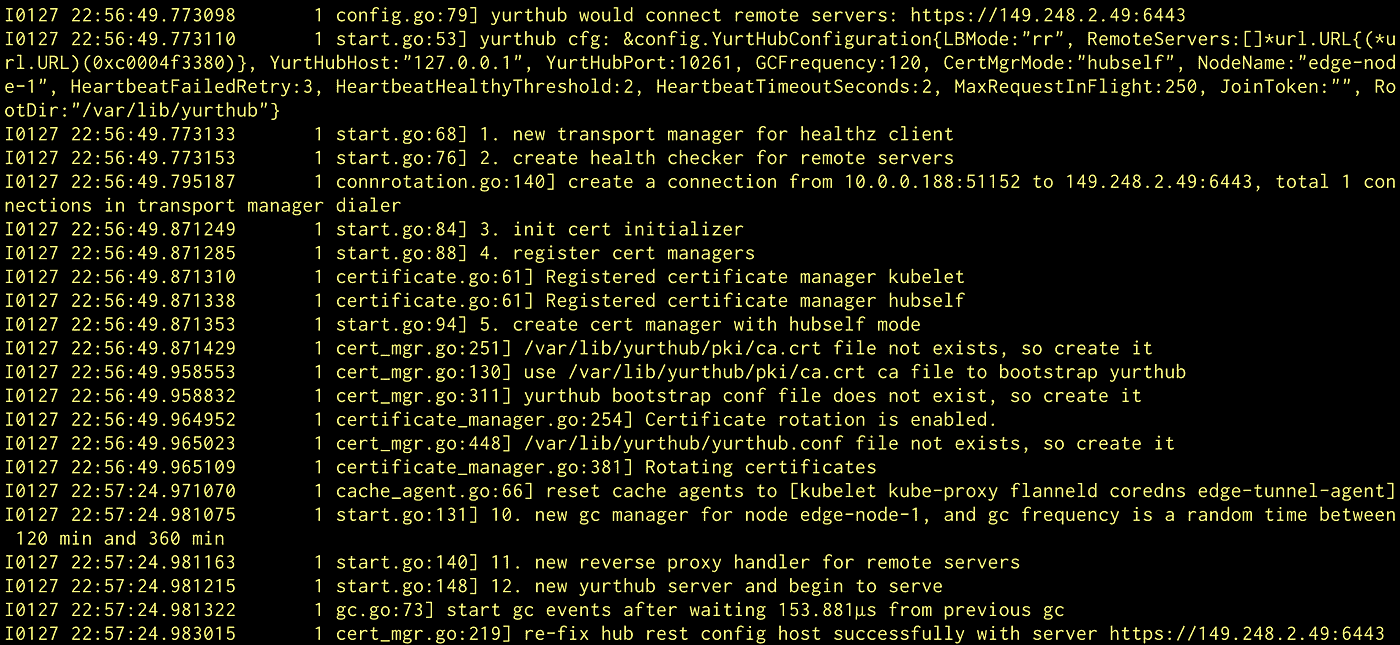 I0127 22:56:49.773098       1 config.go:79] yurthub would connect remote servers: https://149.248.2.49:6443
I0127 22:56:49.773110       1 start.go:53] yurthub cfg: &config.YurtHubConfiguration{LBMode:"rr", RemoteServers:[]*url.URL{(*u
rl.URL)(0xc0004f3380)}, YurtHubHost:"127.0.0.1", YurtHubPort:10261, GCFrequency:120, CertMgrMode:"hubself", NodeName:"edge-nod
e-1", HeartbeatFailedRetry:3, HeartbeatHealthyThreshold:2, HeartbeatTimeoutSeconds:2, MaxRequestInFlight:250, JoinToken:"", Ro
otDir:"/var/lib/yurthub"}
I0127 22:56:49.773133       1 start.go:68] 1. new transport manager for healthz client
I0127 22:56:49.773153       1 start.go:76] 2. create health checker for remote servers
I0127 22:56:49.795187       1 connrotation.go:140] create a connection from 10.0.0.188:51152 to 149.248.2.49:6443, total 1 con
nections in transport manager dialer
I0127 22:56:49.871249       1 start.go:84] 3. init cert initializer
I0127 22:56:49.871285       1 start.go:88] 4. register cert managers
I0127 22:56:49.871310       1 certificate.go:61] Registered certificate manager kubelet
I0127 22:56:49.871338       1 certificate.go:61] Registered certificate manager hubself
I0127 22:56:49.871353       1 start.go:94] 5. create cert manager with hubself mode
I0127 22:56:49.871429       1 cert_mgr.go:251] /var/lib/yurthub/pki/ca.crt file not exists, so create it
I0127 22:56:49.958553       1 cert_mgr.go:130] use /var/lib/yurthub/pki/ca.crt ca file to bootstrap yurthub
I0127 22:56:49.958832       1 cert_mgr.go:311] yurthub bootstrap conf file does not exist, so create it
I0127 22:56:49.964952       1 certificate_manager.go:254] Certificate rotation is enabled.
I0127 22:56:49.965023       1 cert_mgr.go:448] /var/lib/yurthub/yurthub.conf file not exists, so create it
I0127 22:56:49.965109       1 certificate_manager.go:381] Rotating certificates
I0127 22:57:24.971070       1 cache_agent.go:66] reset cache agents to [kubelet kube-proxy flanneld coredns edge-tunnel-agent]
I0127 22:57:24.981075       1 start.go:131] 10. new gc manager for node edge-node-1, and gc frequency is a random time between
 120 min and 360 min
I0127 22:57:24.981163       1 start.go:140] 11. new reverse proxy handler for remote servers
I0127 22:57:24.981215       1 start.go:148] 12. new yurthub server and begin to serve
I0127 22:57:24.981322       1 gc.go:73] start gc events after waiting 153.881µs from previous gc
I0127 22:57:24.983015       1 cert_mgr.go:219] re-fix hub rest config host successfully with server https://149.248.2.49:6443